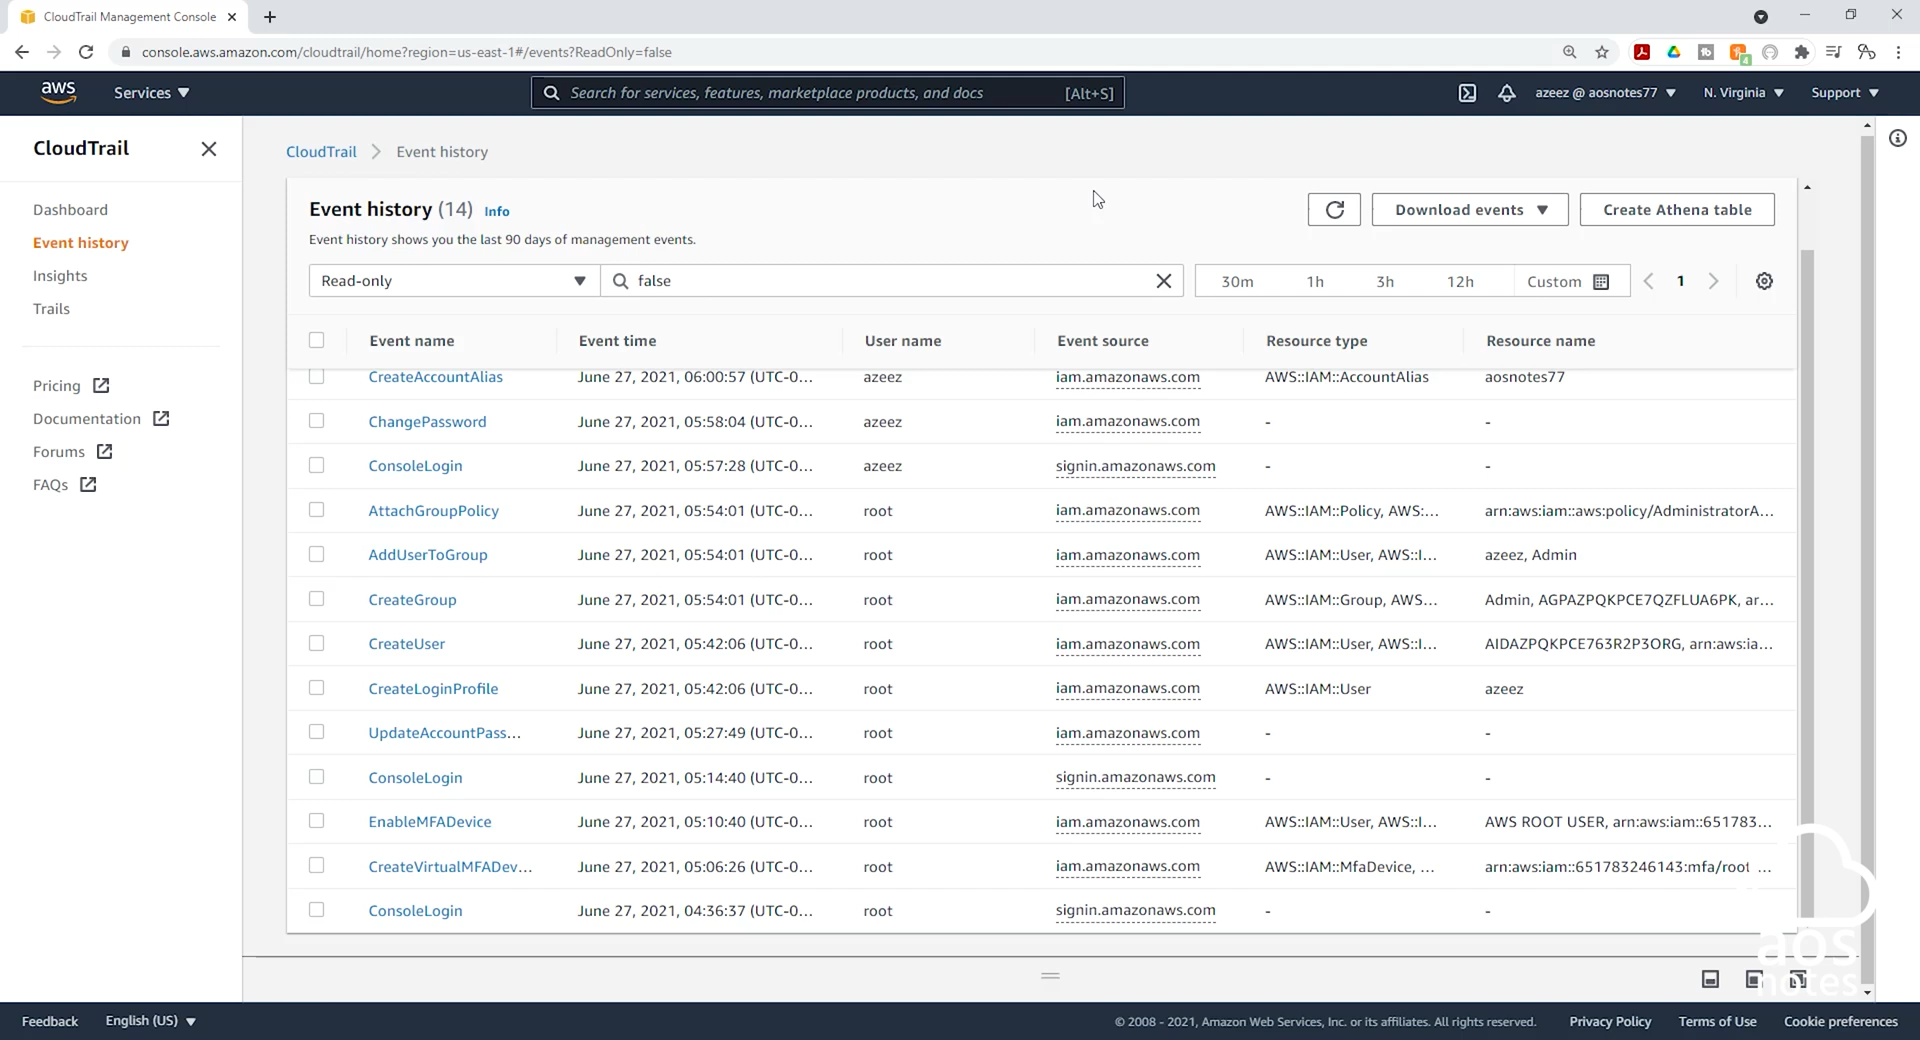 CloudTrail Management Console
console.aws.amazon.com/cloudtrail/home?region=us-east-1#/events?ReadOnly=false
4
aws Services Search for services, features, marketplace products, and docs [Alt+S] azeez @ aosnotes77 N. Virginia Support
CloudTrail
Dashboard
Event history
Insights
Trails
Pricing
Documentation
Forums
FAQs
CloudTrail Event history
Event history (14) Info
Download events Create Athena table
Event history shows you the last 90 days of management events.
Read-only false 30m 1h 3h 12h Custom 1
Event name Event time User name Event source Resource type Resource name
CreateAccountAlias June 27, 2021, 06:00:57 (UTC-0... azeez iam.amazonaws.com AWS::IAM::AccountAlias aosnotes77
ChangePassword June 27, 2021, 05:58:04 (UTC-0... azeez iam.amazonaws.com - -
ConsoleLogin June 27, 2021, 05:57:28 (UTC-0... azeez signin.amazonaws.com - -
AttachGroupPolicy June 27, 2021, 05:54:01 (UTC-0... root iam.amazonaws.com AWS::IAM::Policy, AWS:... arn:aws:iam::aws:policy/AdministratorA...
AddUserToGroup June 27, 2021, 05:54:01 (UTC-0... root iam.amazonaws.com AWS::IAM::User, AWS::I... azeez, Admin
CreateGroup June 27, 2021, 05:54:01 (UTC-0... root iam.amazonaws.com AWS::IAM::Group, AWS... Admin, AGPAZPQKPCE7QZFLUA6PK, ar...
CreateUser June 27, 2021, 05:42:06 (UTC-0... root iam.amazonaws.com AWS::IAM::User, AWS::I... AIDAZPQKPCE763R2P3ORG, arn:aws:ia...
CreateLoginProfile June 27, 2021, 05:42:06 (UTC-0... root iam.amazonaws.com AWS::IAM::User azeez
UpdateAccountPass... June 27, 2021, 05:27:49 (UTC-0... root iam.amazonaws.com - -
ConsoleLogin June 27, 2021, 05:14:40 (UTC-0... root signin.amazonaws.com - -
EnableMFADevice June 27, 2021, 05:10:40 (UTC-0... root iam.amazonaws.com AWS::IAM::User, AWS::I... AWS ROOT USER, arn:aws:iam::651783...
CreateVirtualMFADev... June 27, 2021, 05:06:26 (UTC-0... root iam.amazonaws.com AWS::IAM::MfaDevice, ... arn:aws:iam::651783246143:mfa/root ...
ConsoleLogin June 27, 2021, 04:36:37 (UTC-0... root signin.amazonaws.com - -
aos
notes
Feedback English (US) © 2008 - 2021, Amazon Web Services, Inc. or its affiliates. All rights reserved. Privacy Policy Terms of Use Cookie preferences